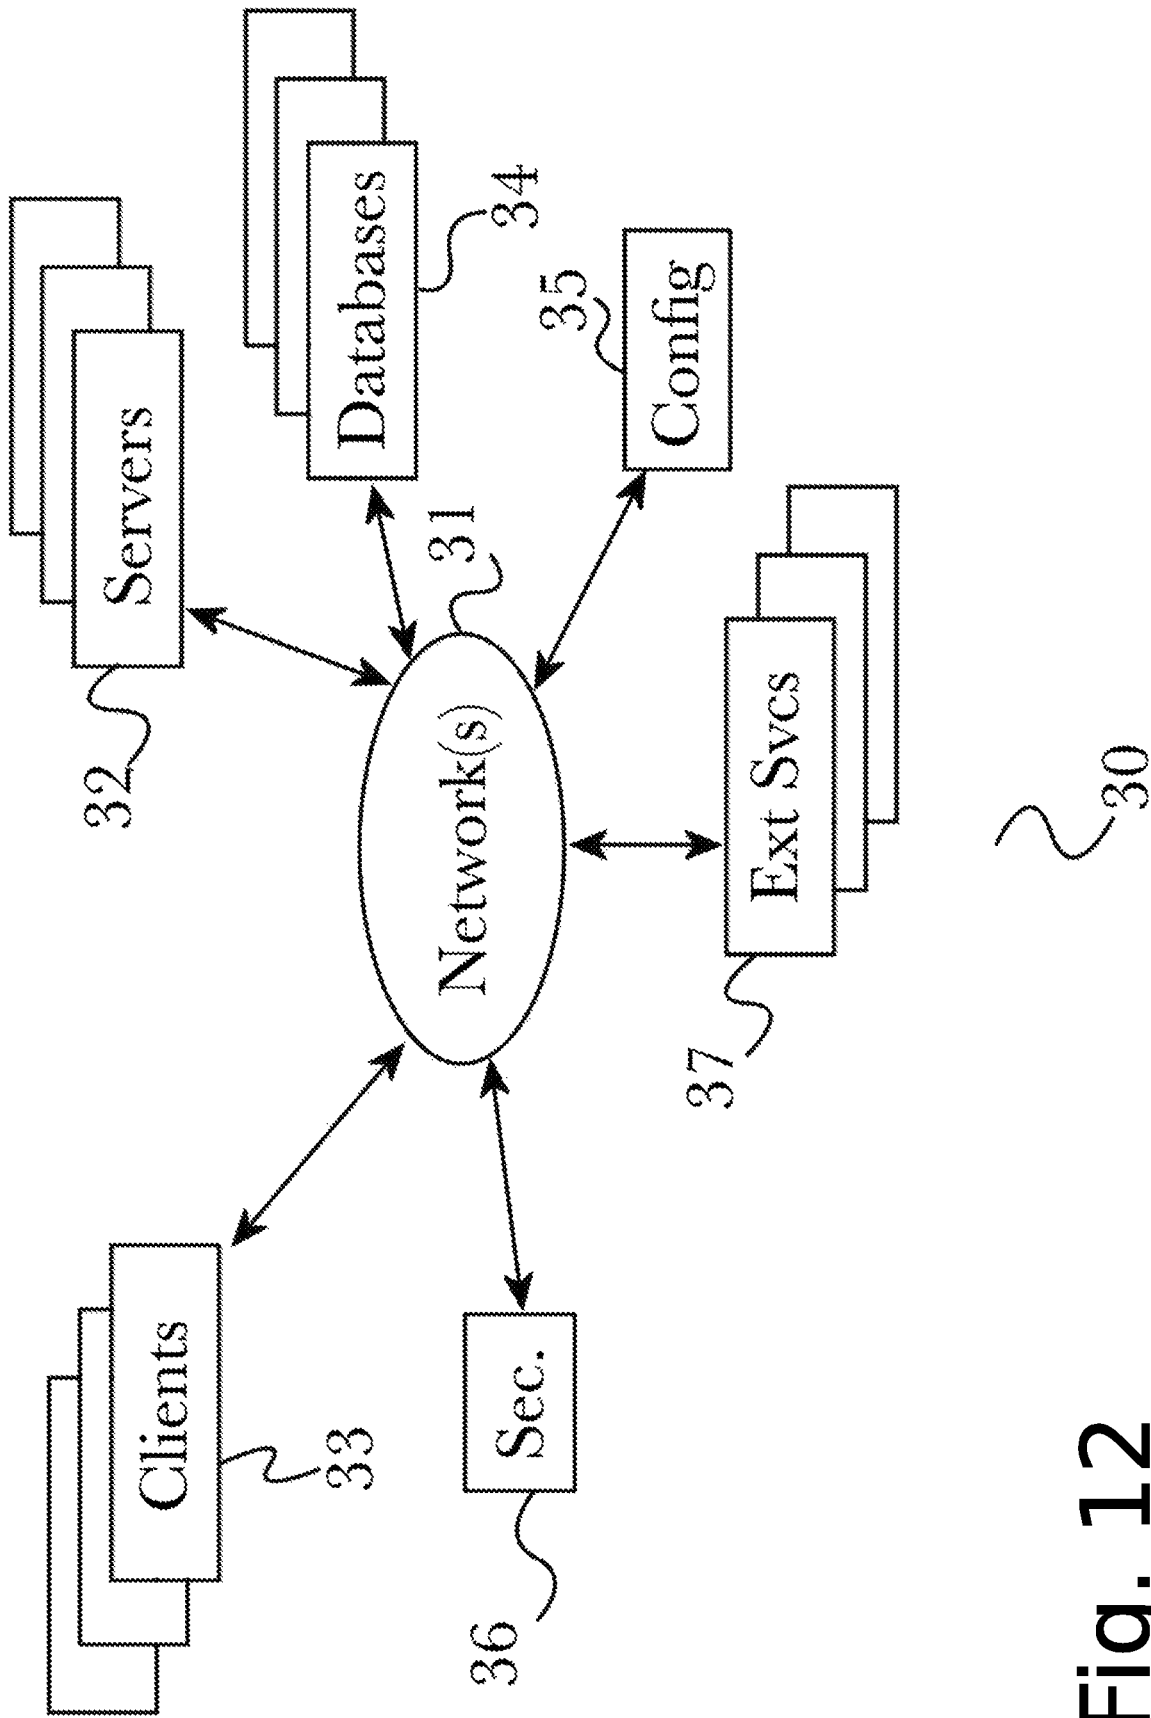 Clients
33
Servers
32
Databases
34
Network(s)
31
Sec.
36
Config
35
Ext Svcs
37
30
Fig. 12